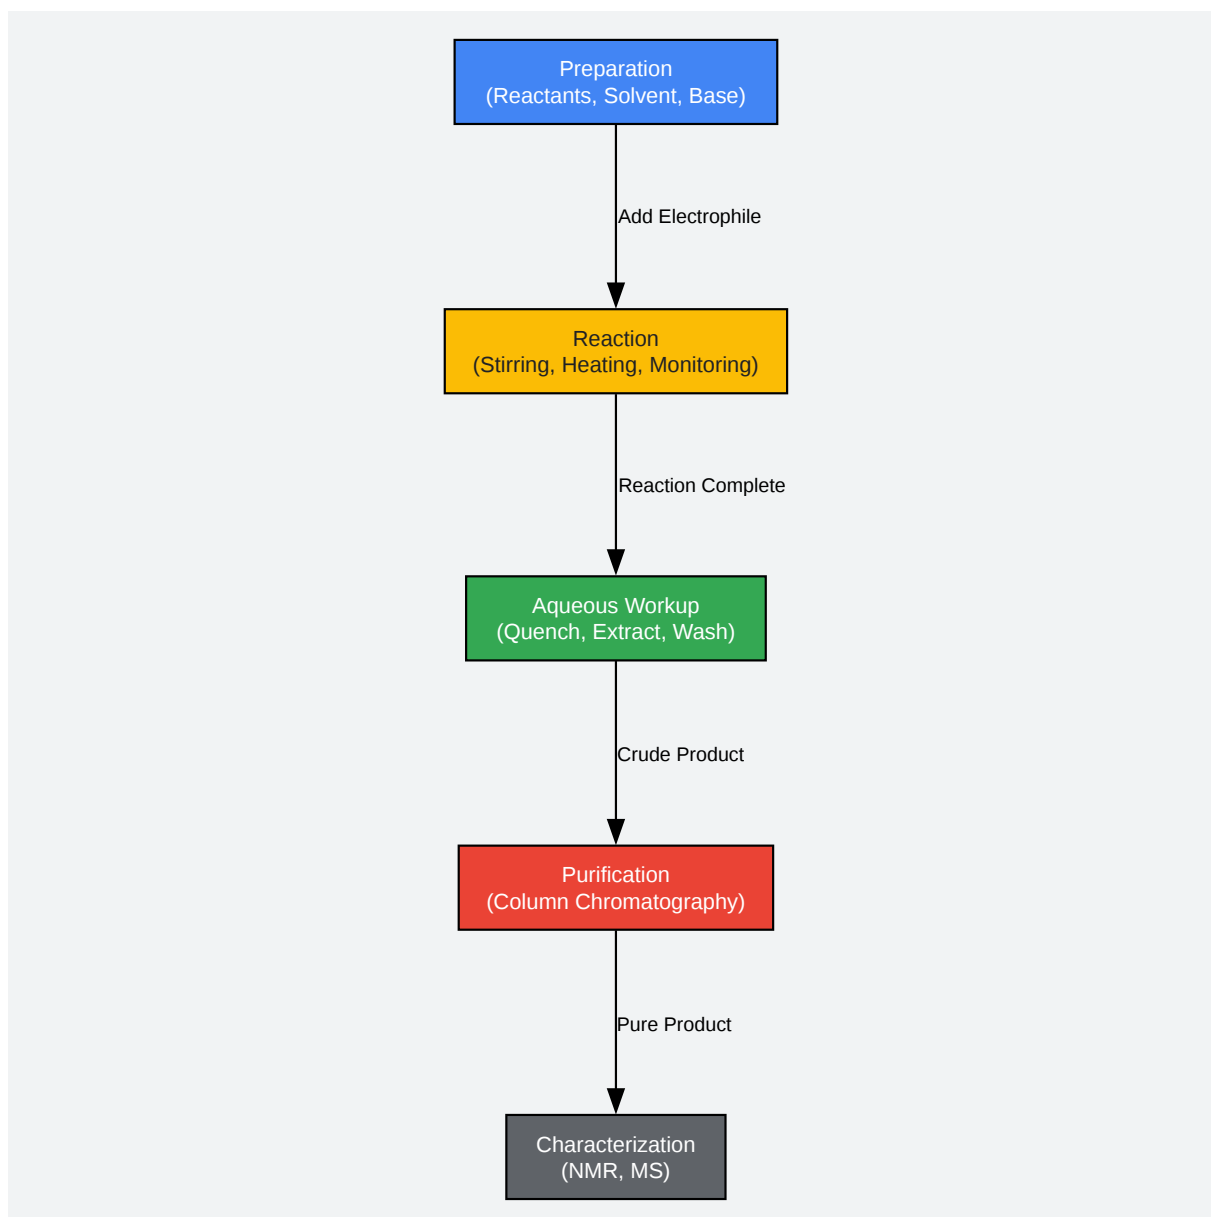 Preparation
(Reactants, Solvent, Base)
Add Electrophile
Reaction
(Stirring, Heating, Monitoring)
Reaction Complete
Aqueous Workup
(Quench, Extract, Wash)
Crude Product
Purification
(Column Chromatography)
Pure Product
Characterization
(NMR, MS)